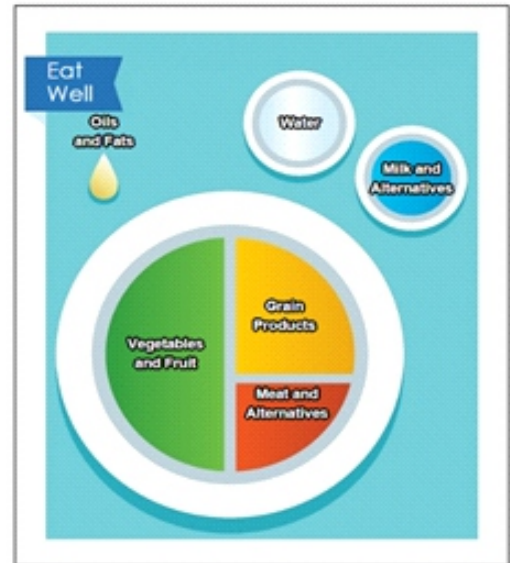 Eat
Well
Oils
and Fats
Water
Milk and
Alternatives
Vegetables
and Fruit
Grain
Products
Meat and
Alternatives